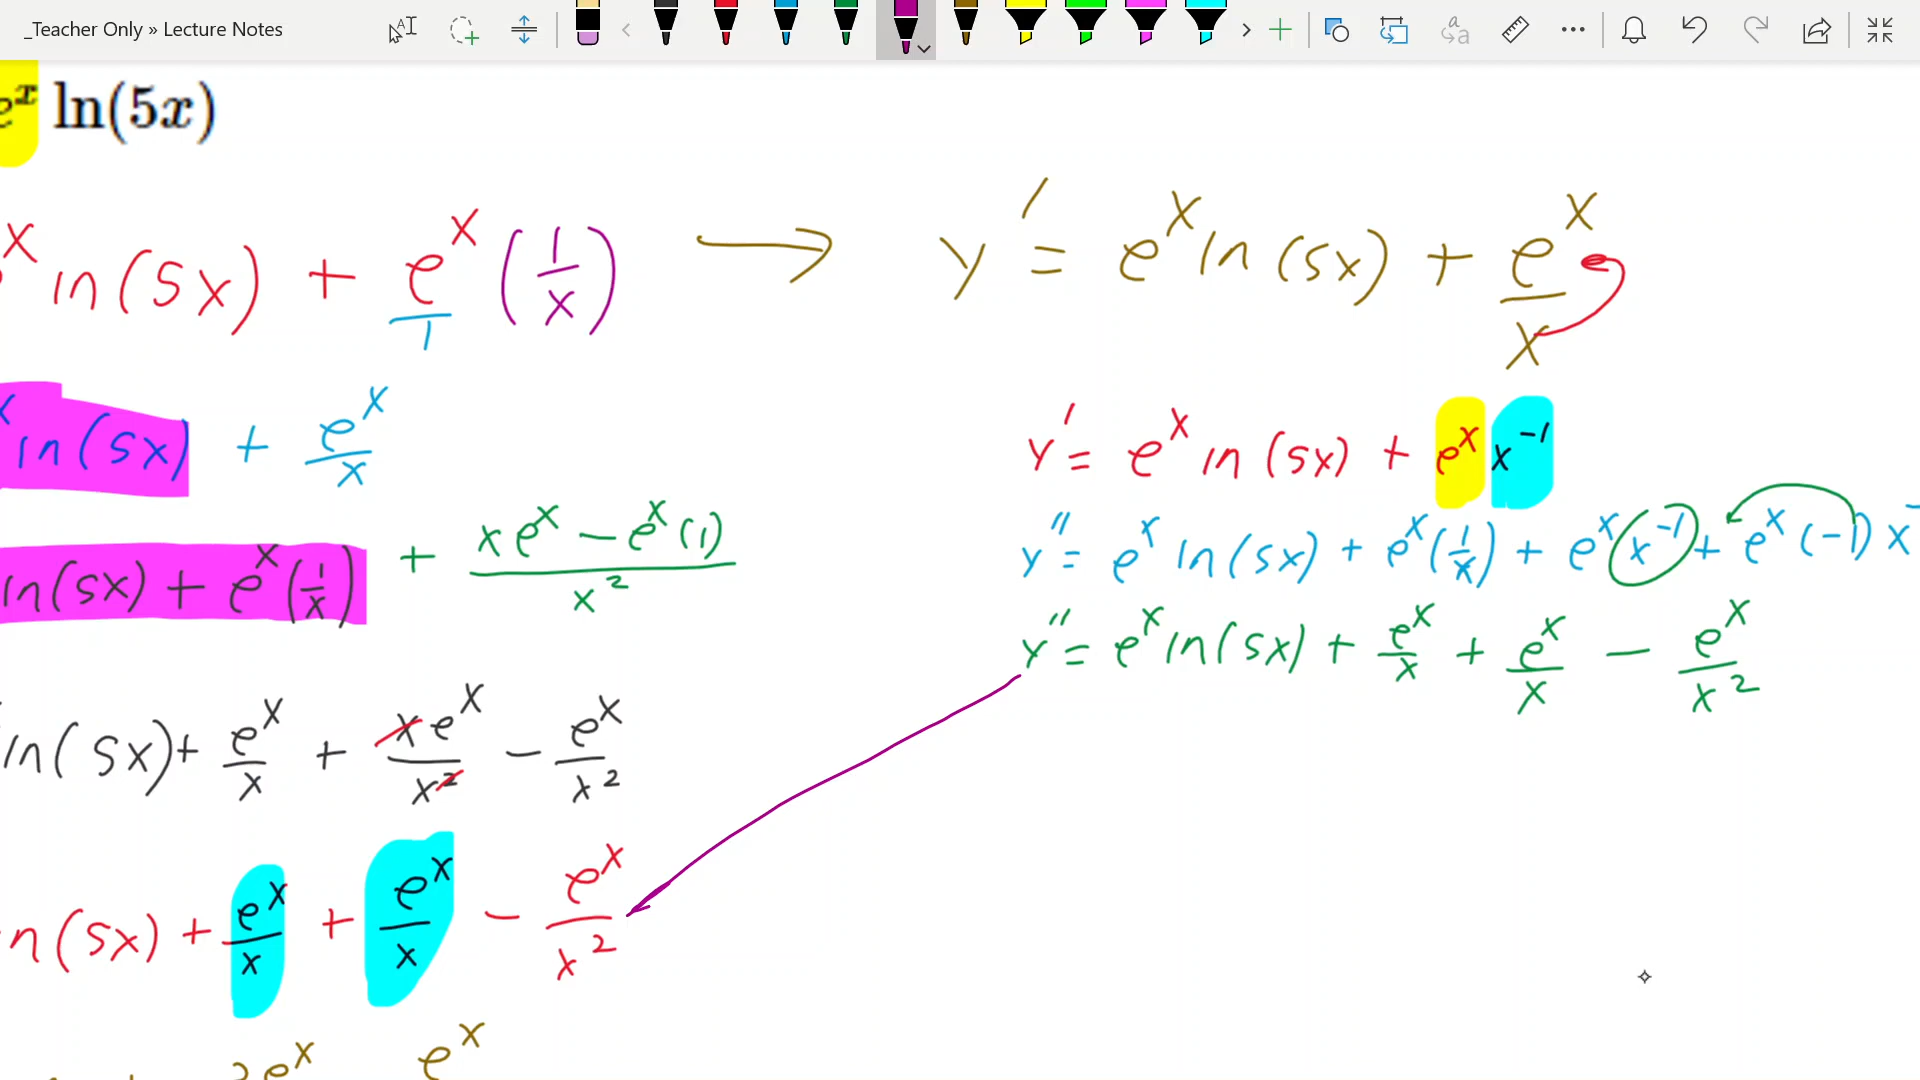 _Teacher Only » Lecture Notes
e^x ln(5x)
x ln(5x) + e^x/1 (1/x) → y' = e^x ln(5x) + e^x/x
ln(5x) + e^x/x
y' = e^x ln(5x) + e^x x^-1
ln(5x) + e^x(1/x) + (xe^x - e^x(1))/x^2
y'' = e^x ln(5x) + e^x(1/x) + e^x x^-1 + e^x(-1)x^-
y'' = e^x ln(5x) + e^x/x + e^x/x - e^x/x^2
ln(5x) + e^x/x + xe^x/x^2 - e^x/x^2
n(5x) + e^x/x + e^x/x - e^x/x^2
2e^x e^x